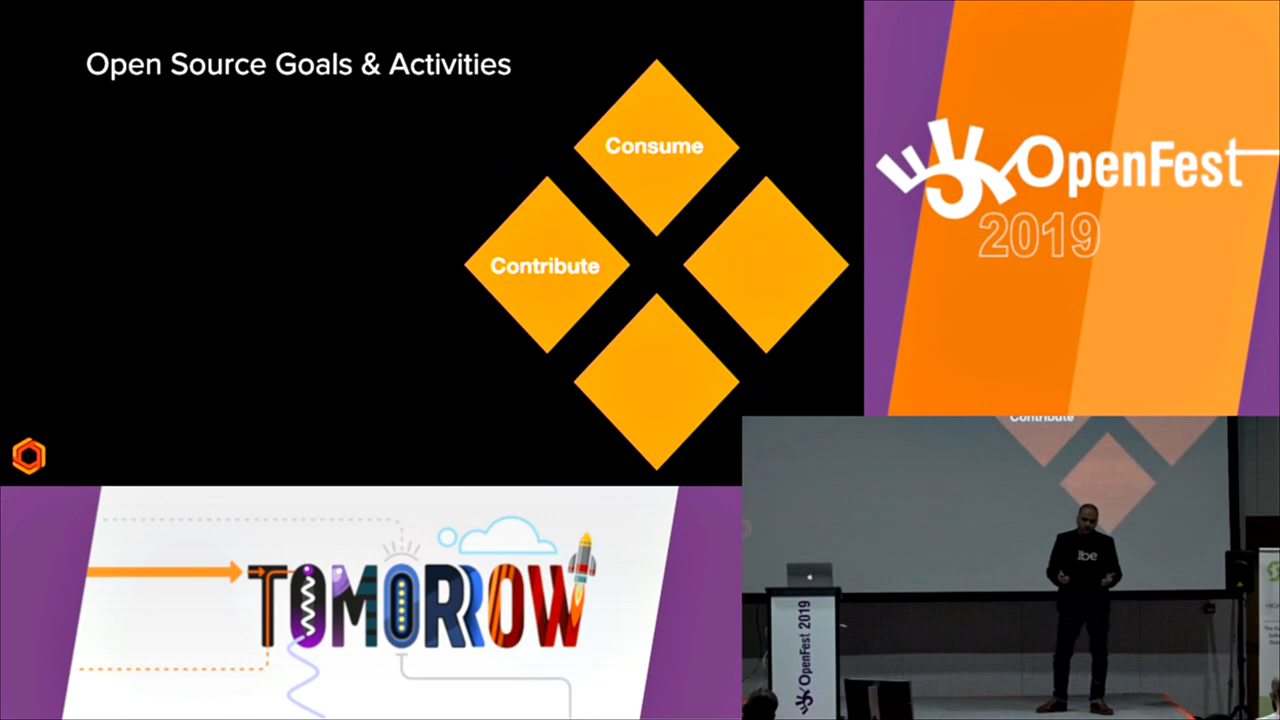 Open Source Goals & Activities
Consume
Contribute
OpenFest
2019
TOMORROW
Contribute
OpenFest 2019